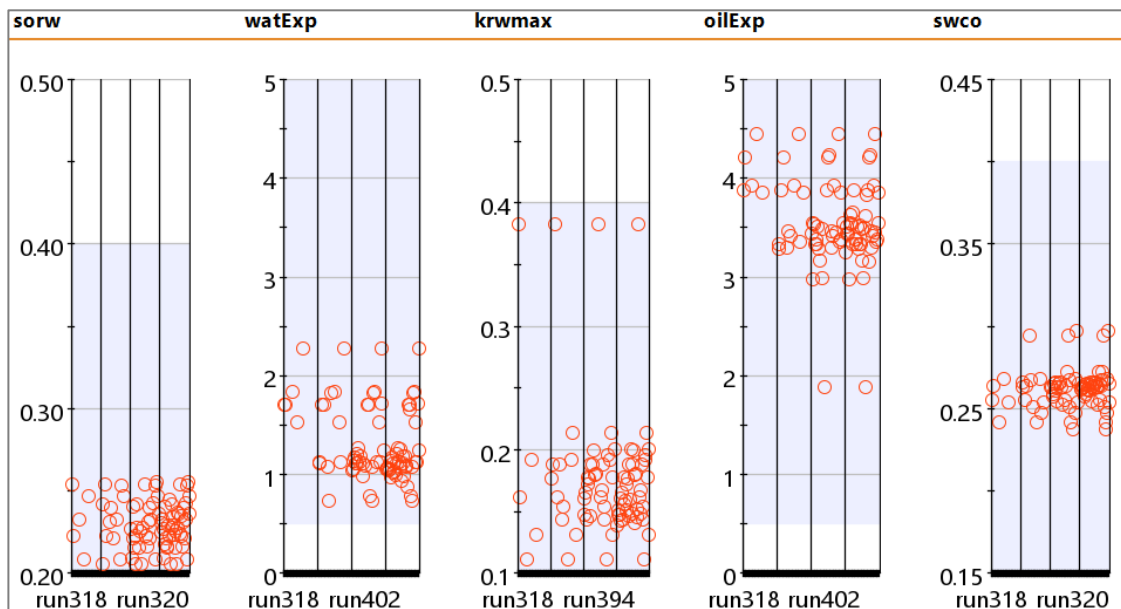 sorw watExp krwmax oilExp swco
0.50 5 0.5 5 0.45
4 4
0.40 0.4 0.35
3 3
0.3
0.30 2 2 0.25
0.2
1 1
0.20 0 0.1 0 0.15
run318 run320 run318 run402 run318 run394 run318 run402 run318 run320